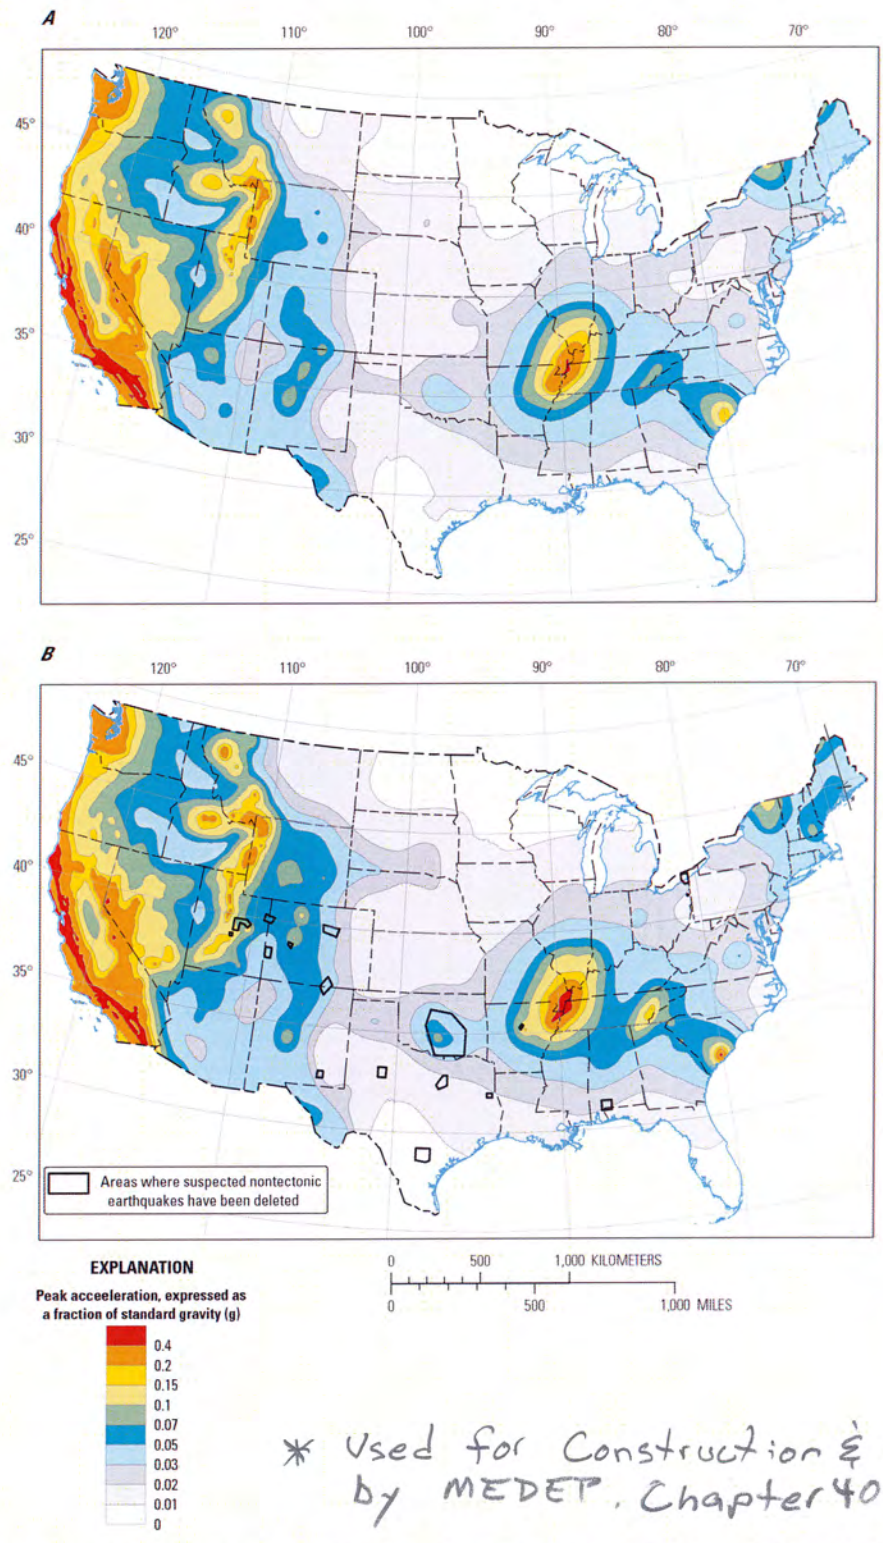 A
120° 110° 100° 90° 80° 70°
45°
40°
35°
30°
25°
B
120° 110° 100° 90° 80° 70°
45°
40°
35°
30°
25°
Areas where suspected nontectonic
earthquakes have been deleted
EXPLANATION
Peak acceeleration, expressed as
a fraction of standard gravity (g)
0.4
0.2
0.15
0.1
0.07
0.05
0.03
0.02
0.01
0
0 500 1,000 KILOMETERS
0 500 1,000 MILES
* Used for Construction &
by MEDEP, Chapter 40